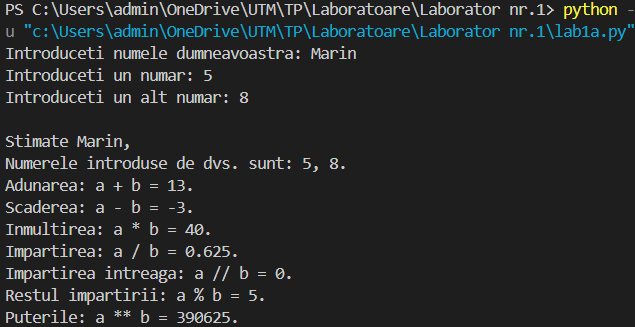 PS C:\Users\admin\OneDrive\UTM\TP\Laboratoare\Laborator nr.1> python -
u "c:\Users\admin\OneDrive\UTM\TP\Laboratoare\Laborator nr.1\lab1a.py"
Introduceti numele dumneavoastra: Marin
Introduceti un numar: 5
Introduceti un alt numar: 8

Stimate Marin,
Numerele introduse de dvs. sunt: 5, 8.
Adunarea: a + b = 13.
Scaderea: a - b = -3.
Inmultirea: a * b = 40.
Impartirea: a / b = 0.625.
Impartirea intreaga: a // b = 0.
Restul impartirii: a % b = 5.
Puterile: a ** b = 390625.